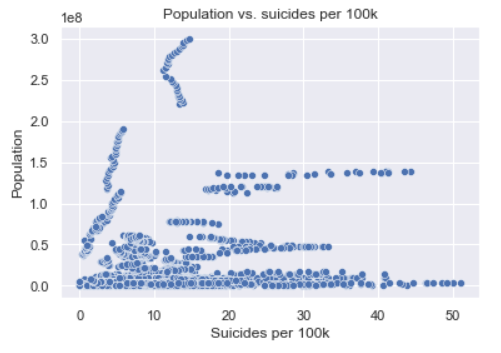 Population vs. suicides per 100k
1e8
3.0
2.5
2.0
1.5
1.0
0.5
0.0
Population
0 10 20 30 40 50
Suicides per 100k